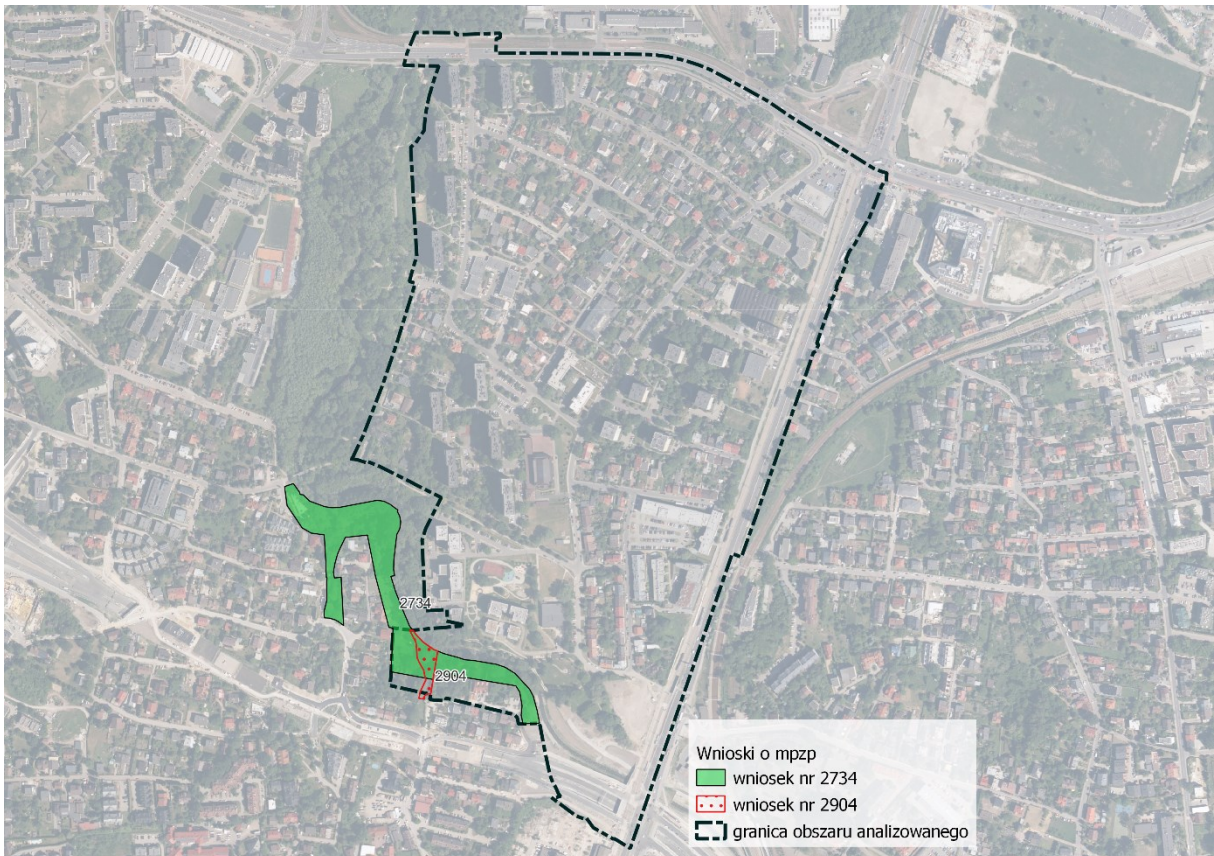 2734
2904
Wnioski o mpzp
wniosek nr 2734
wniosek nr 2904
granica obszaru analizowanego